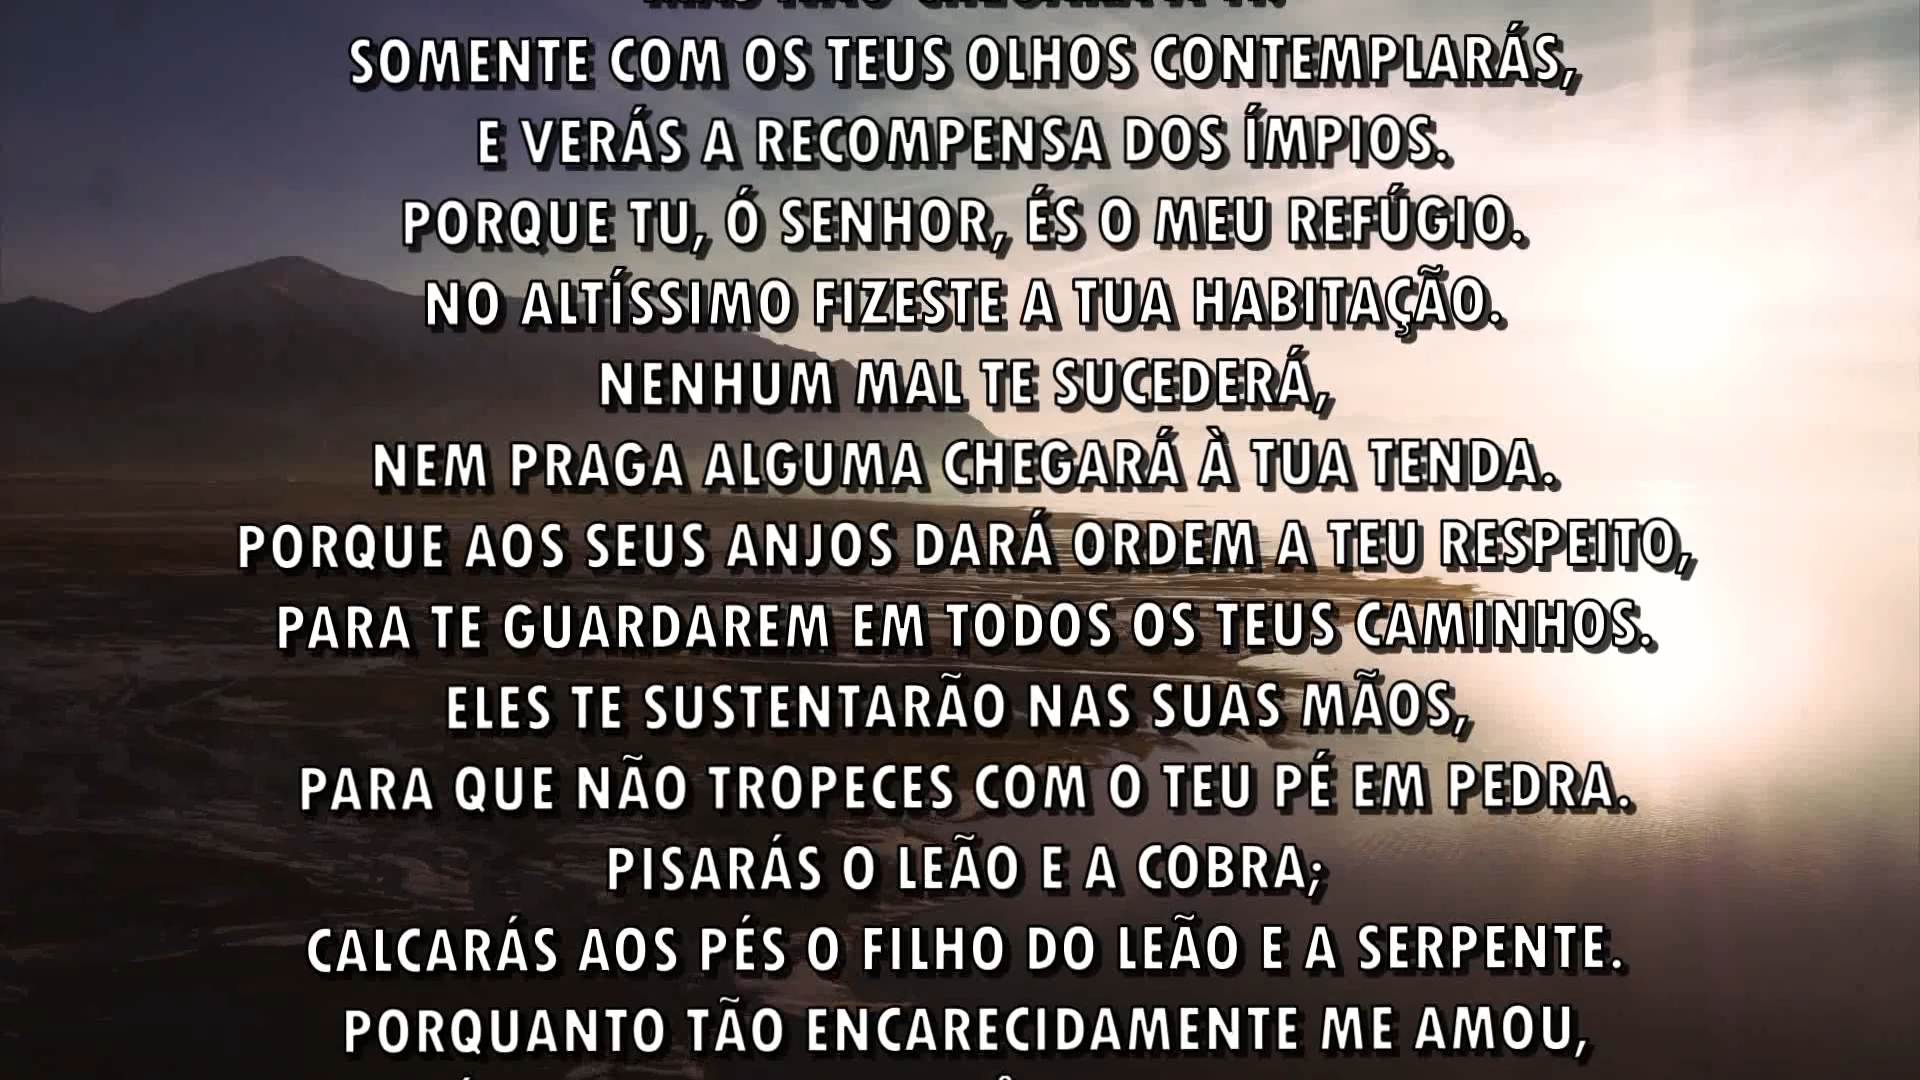 SOMENTE COM OS TEUS OLHOS CONTEMPLARÁS,
E VERÁS A RECOMPENSA DOS ÍMPIOS.
PORQUE TU, Ó SENHOR, ÉS O MEU REFÚGIO.
NO ALTÍSSIMO FIZESTE A TUA HABITAÇÃO.
NENHUM MAL TE SUCEDERÁ,
NEM PRAGA ALGUMA CHEGARÁ À TUA TENDA.
PORQUE AOS SEUS ANJOS DARÁ ORDEM A TEU RESPEITO,
PARA TE GUARDAREM EM TODOS OS TEUS CAMINHOS.
ELES TE SUSTENTARÃO NAS SUAS MÃOS,
PARA QUE NÃO TROPECES COM O TEU PÉ EM PEDRA.
PISARÁS O LEÃO E A COBRA;
CALCARÁS AOS PÉS O FILHO DO LEÃO E A SERPENTE.
PORQUANTO TÃO ENCARECIDAMENTE ME AMOU,